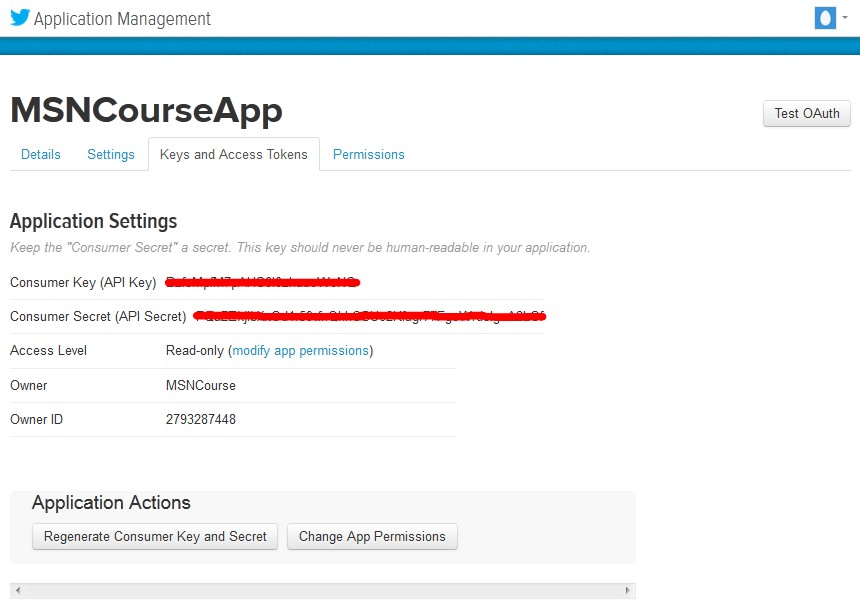 Application Management
MSNCourseApp
Test OAuth
Details Settings Keys and Access Tokens Permissions
Application Settings
Keep the "Consumer Secret" a secret. This key should never be human-readable in your application.
Consumer Key (API Key)
Consumer Secret (API Secret)
Access Level Read-only (modify app permissions)
Owner MSNCourse
Owner ID 2793287448
Application Actions
Regenerate Consumer Key and Secret Change App Permissions